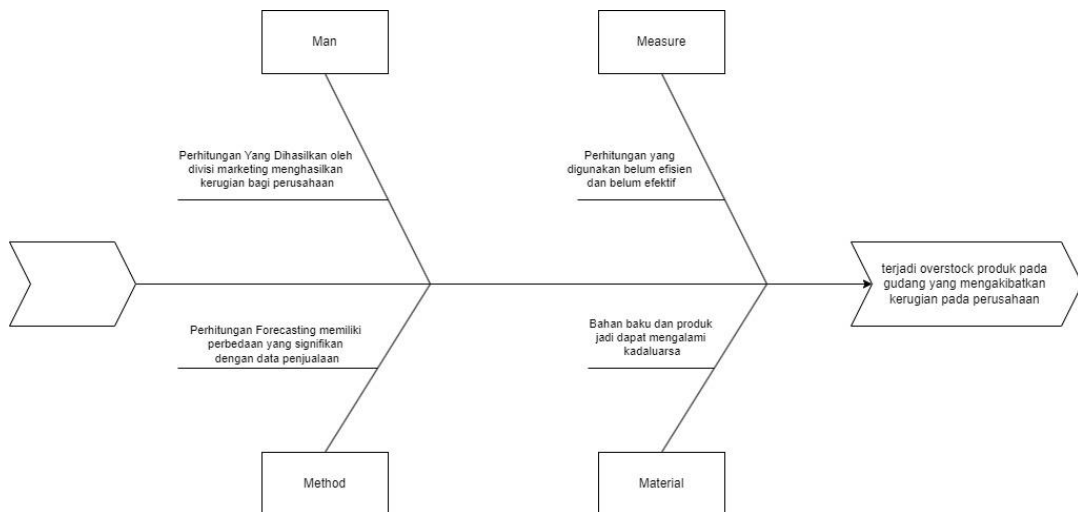 Man
Measure
Perhitungan Yang Dihasilkan oleh
divisi marketing menghasilkan
kerugian bagi perusahaan
Perhitungan yang
digunakan belum efisien
dan belum efektif
terjadi overstock produk pada
gudang yang mengakibatkan
kerugian pada perusahaan
Perhitungan Forecasting memiliki
perbedaan yang signifikan
dengan data penjualaan
Bahan baku dan produk
jadi dapat mengalami
kadaluarsa
Method
Material